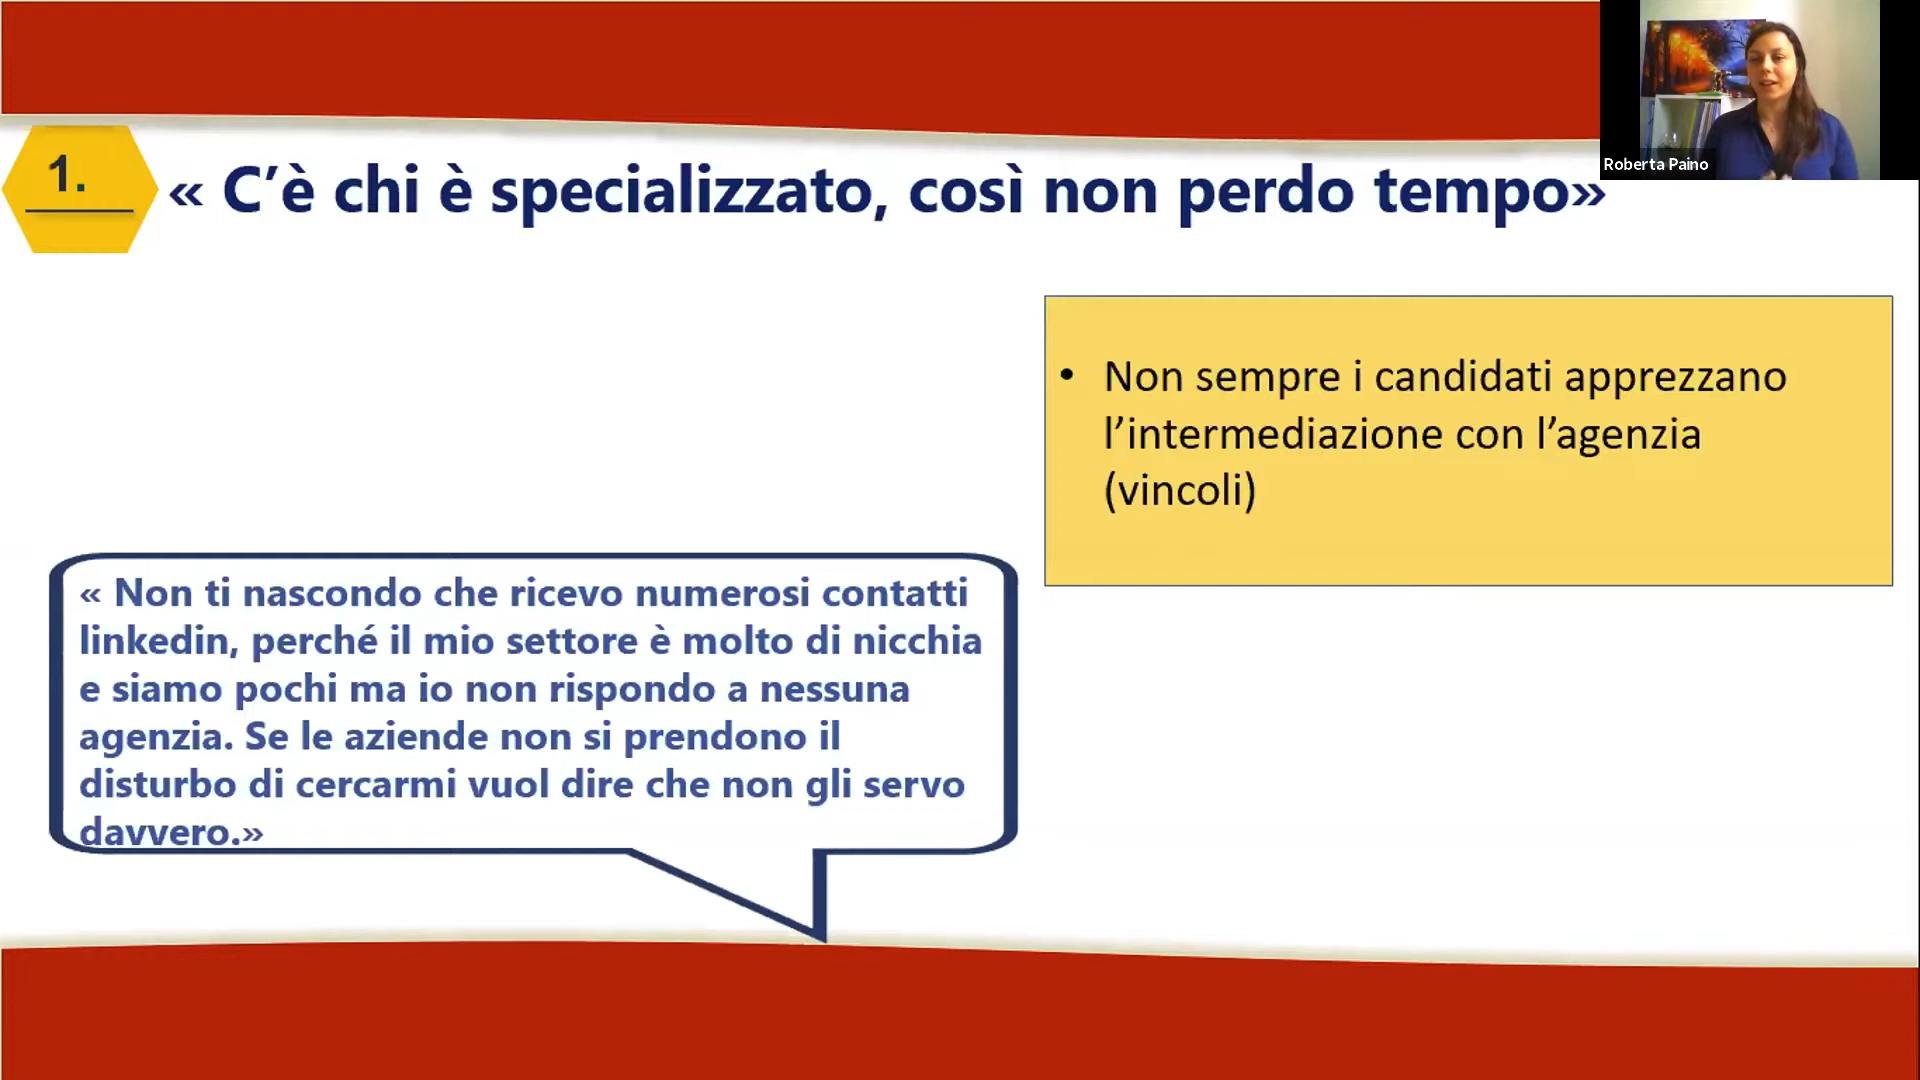 Roberta Paino
1.
« C’è chi è specializzato, così non perdo tempo»
• Non sempre i candidati apprezzano
l’intermediazione con l’agenzia
(vincoli)
« Non ti nascondo che ricevo numerosi contatti
linkedin, perché il mio settore è molto di nicchia
e siamo pochi ma io non rispondo a nessuna
agenzia. Se le aziende non si prendono il
disturbo di cercarmi vuol dire che non gli servo
davvero.»